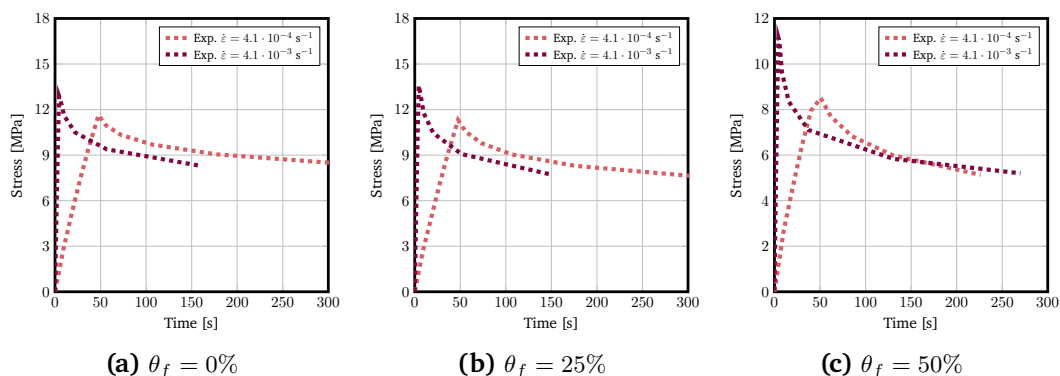 18
15
12
9
6
3
0
Stress [MPa]
0 50 100 150 200 250 300
Time [s]
Exp. ε̇ = 4.1 · 10⁻⁴ s⁻¹
Exp. ε̇ = 4.1 · 10⁻³ s⁻¹
(a) θ_f = 0%
18
15
12
9
6
3
0
Stress [MPa]
0 50 100 150 200 250 300
Time [s]
Exp. ε̇ = 4.1 · 10⁻⁴ s⁻¹
Exp. ε̇ = 4.1 · 10⁻³ s⁻¹
(b) θ_f = 25%
12
10
8
6
4
2
0
Stress [MPa]
0 50 100 150 200 250 300
Time [s]
Exp. ε̇ = 4.1 · 10⁻⁴ s⁻¹
Exp. ε̇ = 4.1 · 10⁻³ s⁻¹
(c) θ_f = 50%